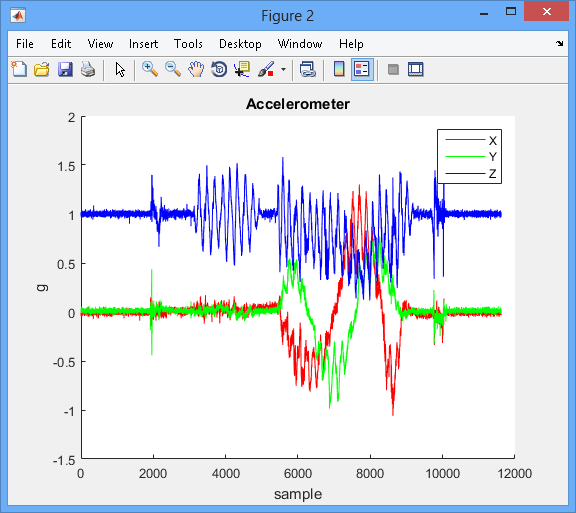 Figure 2
File Edit View Insert Tools Desktop Window Help
Accelerometer
2
1.5
1
0.5
0
-0.5
-1
-1.5
g
X
Y
Z
0 2000 4000 6000 8000 10000 12000
sample